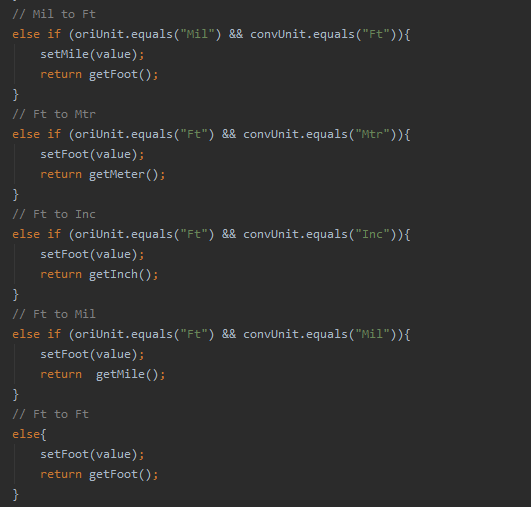 // Mil to Ft
else if (oriUnit.equals("Mil") && convUnit.equals("Ft")){
    setMile(value);
    return getFoot();
}
// Ft to Mtr
else if (oriUnit.equals("Ft") && convUnit.equals("Mtr")){
    setFoot(value);
    return getMeter();
}
// Ft to Inc
else if (oriUnit.equals("Ft") && convUnit.equals("Inc")){
    setFoot(value);
    return getInch();
}
// Ft to Mil
else if (oriUnit.equals("Ft") && convUnit.equals("Mil")){
    setFoot(value);
    return  getMile();
}
// Ft to Ft
else{
    setFoot(value);
    return getFoot();
}